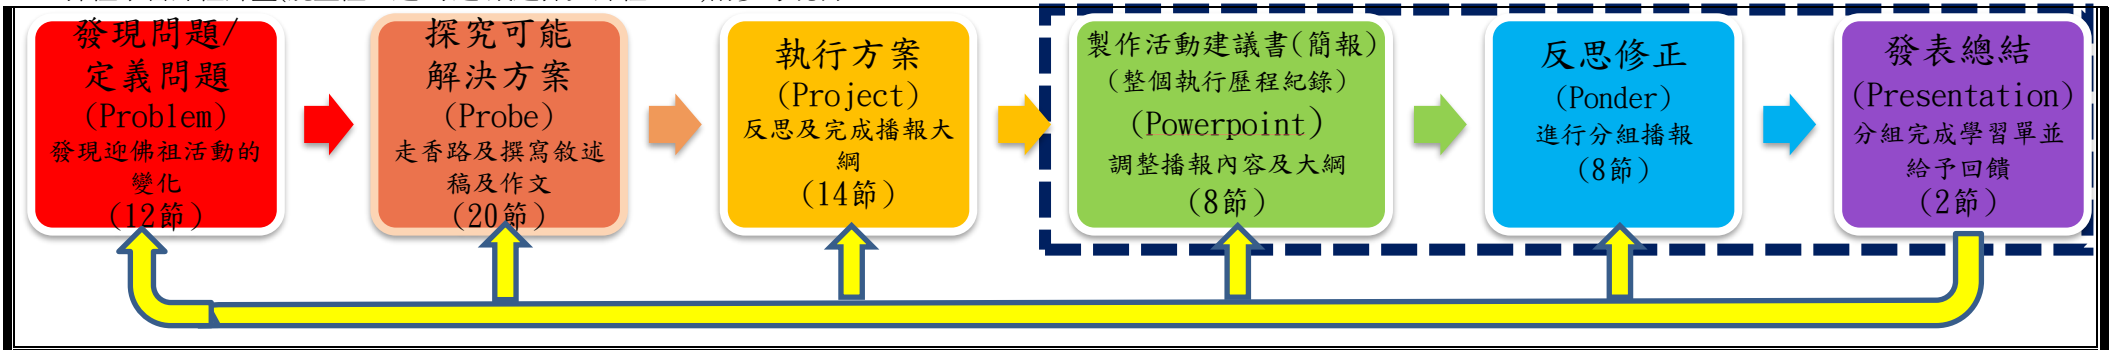 發現問題/
定義問題
(Problem)
發現迎佛祖活動的
變化
(12節)
探究可能
解決方案
(Probe)
走香路及撰寫敘述
稿及作文
(20節)
執行方案
(Project)
反思及完成播報大
綱
(14節)
製作活動建議書(簡報)
(整個執行歷程紀錄)
(Powerpoint)
調整播報內容及大綱
(8節)
反思修正
(Ponder)
進行分組播報
(8節)
發表總結
(Presentation)
分組完成學習單並
給予回饋
(2節)